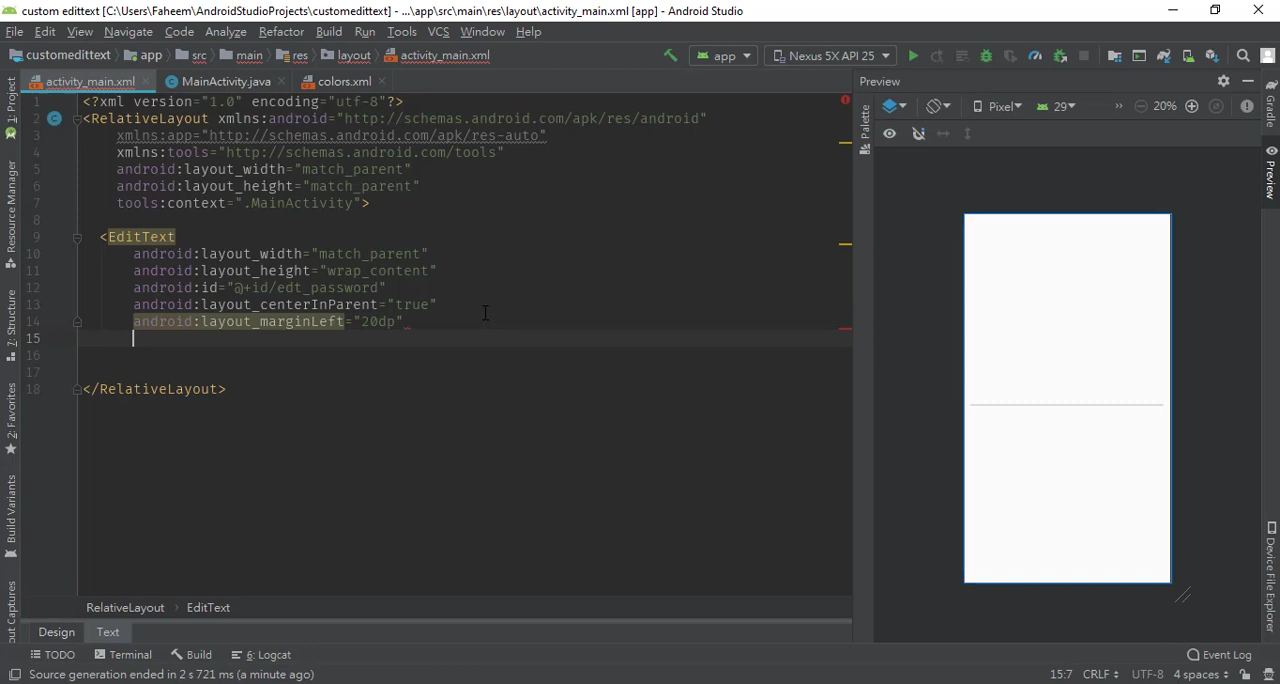 custom edittext [C:\Users\Faheem\AndroidStudioProjects\customedittext] - ...\app\src\main\res\layout\activity_main.xml [app] - Android Studio
File Edit View Navigate Code Analyze Refactor Build Run Tools VCS Window Help
customedittext app src main res layout activity_main.xml app Nexus 5X API 25
activity_main.xml MainActivity.java colors.xml Preview
1 <?xml version="1.0" encoding="utf-8"?>
2 <RelativeLayout xmlns:android="http://schemas.android.com/apk/res/android"
3 xmlns:app="http://schemas.android.com/apk/res-auto"
4 xmlns:tools="http://schemas.android.com/tools"
5 android:layout_width="match_parent"
6 android:layout_height="match_parent"
7 tools:context=".MainActivity">
8
9 <EditText
10 android:layout_width="match_parent"
11 android:layout_height="wrap_content"
12 android:id="@+id/edt_password"
13 android:layout_centerInParent="true"
14 android:layout_marginLeft="20dp"
15
16
17
18 </RelativeLayout>
RelativeLayout EditText
Design Text
TODO Terminal Build 6: Logcat Event Log
Source generation ended in 2 s 721 ms (a minute ago) 15:7 CRLF UTF-8 4 spaces
1: Project
Resource Manager
7: Structure
2: Favorites
Build Variants
out Captures
Palette
Pixel 29 20%
Gradle
Preview
Device File Explorer